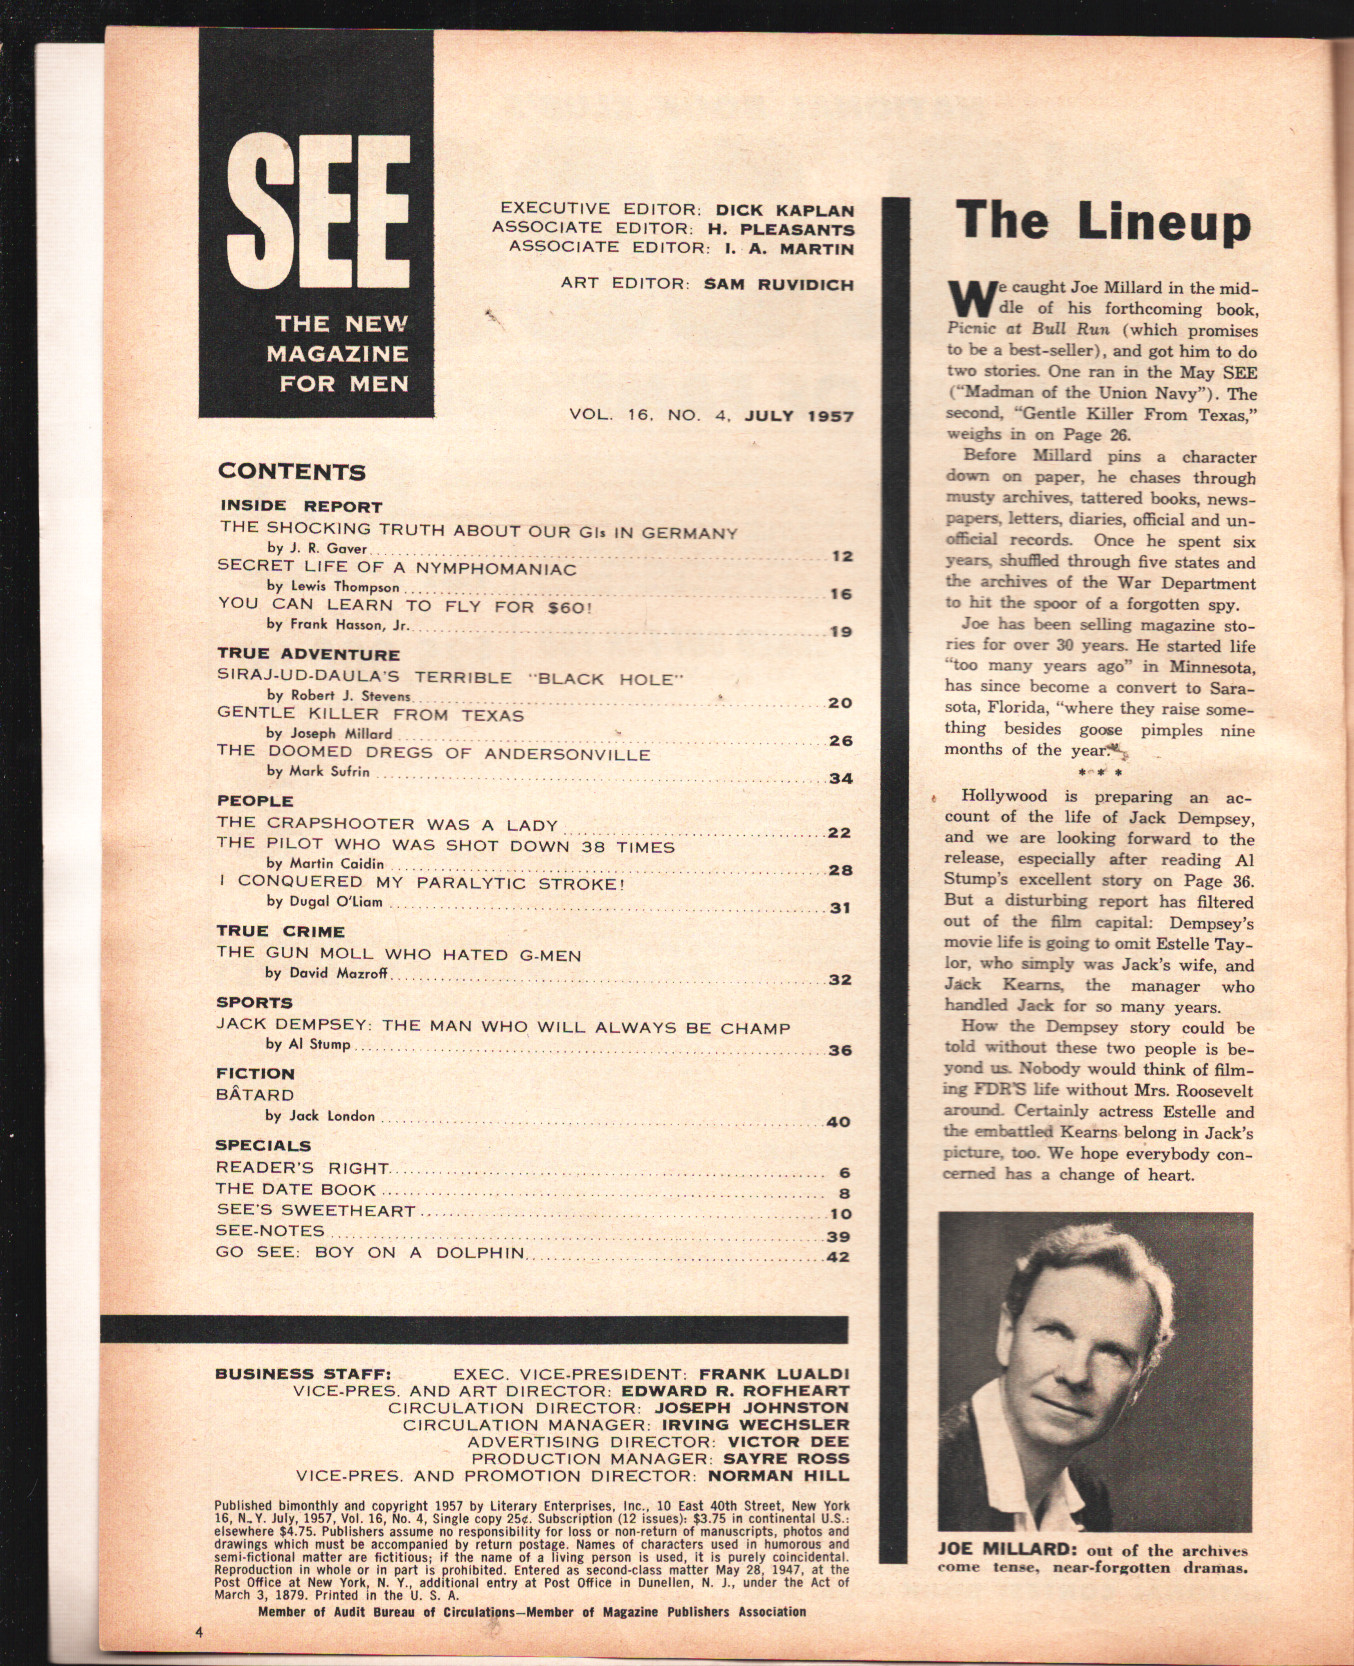 SEE
THE NEW
MAGAZINE
FOR MEN
EXECUTIVE EDITOR: DICK KAPLAN
ASSOCIATE EDITOR: H. PLEASANTS
ASSOCIATE EDITOR: I. A. MARTIN
ART EDITOR: SAM RUVIDICH
VOL. 16, NO. 4, JULY 1957
CONTENTS
INSIDE REPORT
THE SHOCKING TRUTH ABOUT OUR GIs IN GERMANY
by J. R. Gaver 12
SECRET LIFE OF A NYMPHOMANIAC
by Lewis Thompson 16
YOU CAN LEARN TO FLY FOR $60!
by Frank Hasson, Jr. 19
TRUE ADVENTURE
SIRAJ-UD-DAULA'S TERRIBLE "BLACK HOLE"
by Robert J. Stevens 20
GENTLE KILLER FROM TEXAS
by Joseph Millard 26
THE DOOMED DREGS OF ANDERSONVILLE
by Mark Sufrin 34
PEOPLE
THE CRAPSHOOTER WAS A LADY 22
THE PILOT WHO WAS SHOT DOWN 38 TIMES
by Martin Caidin 28
I CONQUERED MY PARALYTIC STROKE!
by Dugal O'Liam 31
TRUE CRIME
THE GUN MOLL WHO HATED G-MEN
by David Mazroff 32
SPORTS
JACK DEMPSEY: THE MAN WHO WILL ALWAYS BE CHAMP
by Al Stump 36
FICTION
BÂTARD
by Jack London 40
SPECIALS
READER'S RIGHT 6
THE DATE BOOK 8
SEE'S SWEETHEART 10
SEE-NOTES 39
GO SEE: BOY ON A DOLPHIN 42
BUSINESS STAFF: EXEC. VICE-PRESIDENT: FRANK LUALDI
VICE-PRES. AND ART DIRECTOR: EDWARD R. ROFHEART
CIRCULATION DIRECTOR: JOSEPH JOHNSTON
CIRCULATION MANAGER: IRVING WECHSLER
ADVERTISING DIRECTOR: VICTOR DEE
PRODUCTION MANAGER: SAYRE ROSS
VICE-PRES. AND PROMOTION DIRECTOR: NORMAN HILL
Published bimonthly and copyright 1957 by Literary Enterprises, Inc., 10 East 40th Street, New York
16, N. Y. July, 1957, Vol. 16, No. 4, Single copy 25¢. Subscription (12 issues): $3.75 in continental U.S.:
elsewhere $4.75. Publishers assume no responsibility for loss or non-return of manuscripts, photos and
drawings which must be accompanied by return postage. Names of characters used in humorous and
semi-fictional matter are fictitious; if the name of a living person is used, it is purely coincidental.
Reproduction in whole or in part is prohibited. Entered as second-class matter May 28, 1947, at the
Post Office at New York, N. Y., additional entry at Post Office in Dunellen, N. J., under the Act of
March 3, 1879. Printed in the U. S. A.
Member of Audit Bureau of Circulations—Member of Magazine Publishers Association
4
The Lineup
We caught Joe Millard in the mid-
dle of his forthcoming book,
Picnic at Bull Run (which promises
to be a best-seller), and got him to do
two stories. One ran in the May SEE
("Madman of the Union Navy"). The
second, "Gentle Killer From Texas,"
weighs in on Page 26.
Before Millard pins a character
down on paper, he chases through
musty archives, tattered books, news-
papers, letters, diaries, official and un-
official records. Once he spent six
years, shuffled through five states and
the archives of the War Department
to hit the spoor of a forgotten spy.
Joe has been selling magazine sto-
ries for over 30 years. He started life
"too many years ago" in Minnesota,
has since become a convert to Sara-
sota, Florida, "where they raise some-
thing besides goose pimples nine
months of the year."
* * *
Hollywood is preparing an ac-
count of the life of Jack Dempsey,
and we are looking forward to the
release, especially after reading Al
Stump's excellent story on Page 36.
But a disturbing report has filtered
out of the film capital: Dempsey's
movie life is going to omit Estelle Tay-
lor, who simply was Jack's wife, and
Jack Kearns, the manager who
handled Jack for so many years.
How the Dempsey story could be
told without these two people is be-
yond us. Nobody would think of film-
ing FDR'S life without Mrs. Roosevelt
around. Certainly actress Estelle and
the embattled Kearns belong in Jack's
picture, too. We hope everybody con-
cerned has a change of heart.
JOE MILLARD: out of the archives
come tense, near-forgotten dramas.